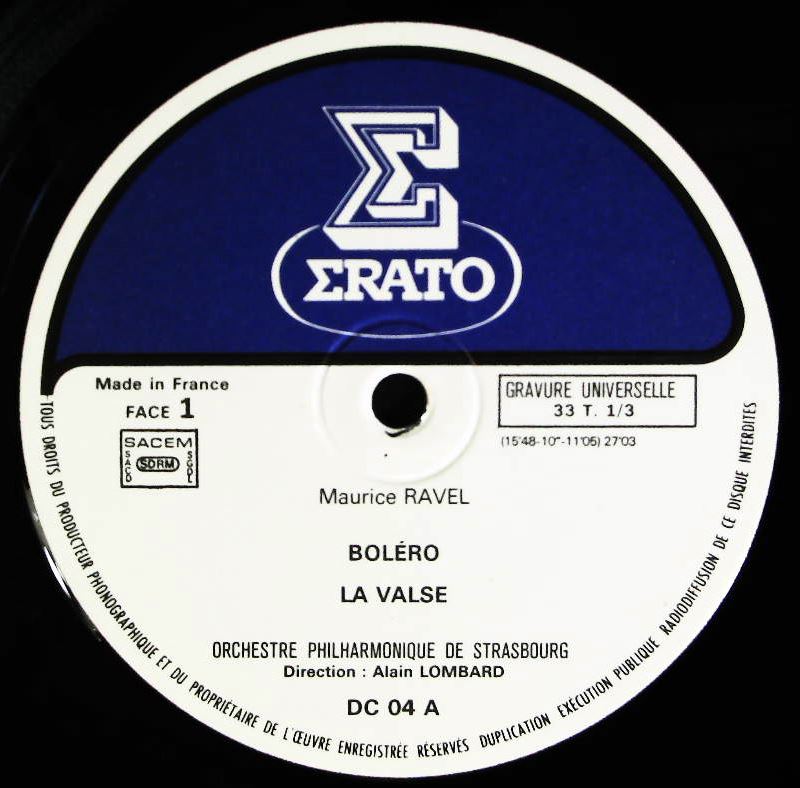 ΣRATO
Made in France
FACE 1
GRAVURE UNIVERSELLE
33 T. 1/3
SACEM
SACD
SDRM
SGDL
(15'48-10"-11'05) 27'03
Maurice RAVEL
BOLÉRO
LA VALSE
ORCHESTRE PHILHARMONIQUE DE STRASBOURG
Direction : Alain LOMBARD
DC 04 A
-TOUS DROITS DU PRODUCTEUR PHONOGRAPHIQUE ET DU PROPRIÉTAIRE DE L'ŒUVRE ENREGISTRÉE RÉSERVÉS DUPLICATION EXÉCUTION PUBLIQUE RADIODIFFUSION DE CE DISQUE INTERDITES